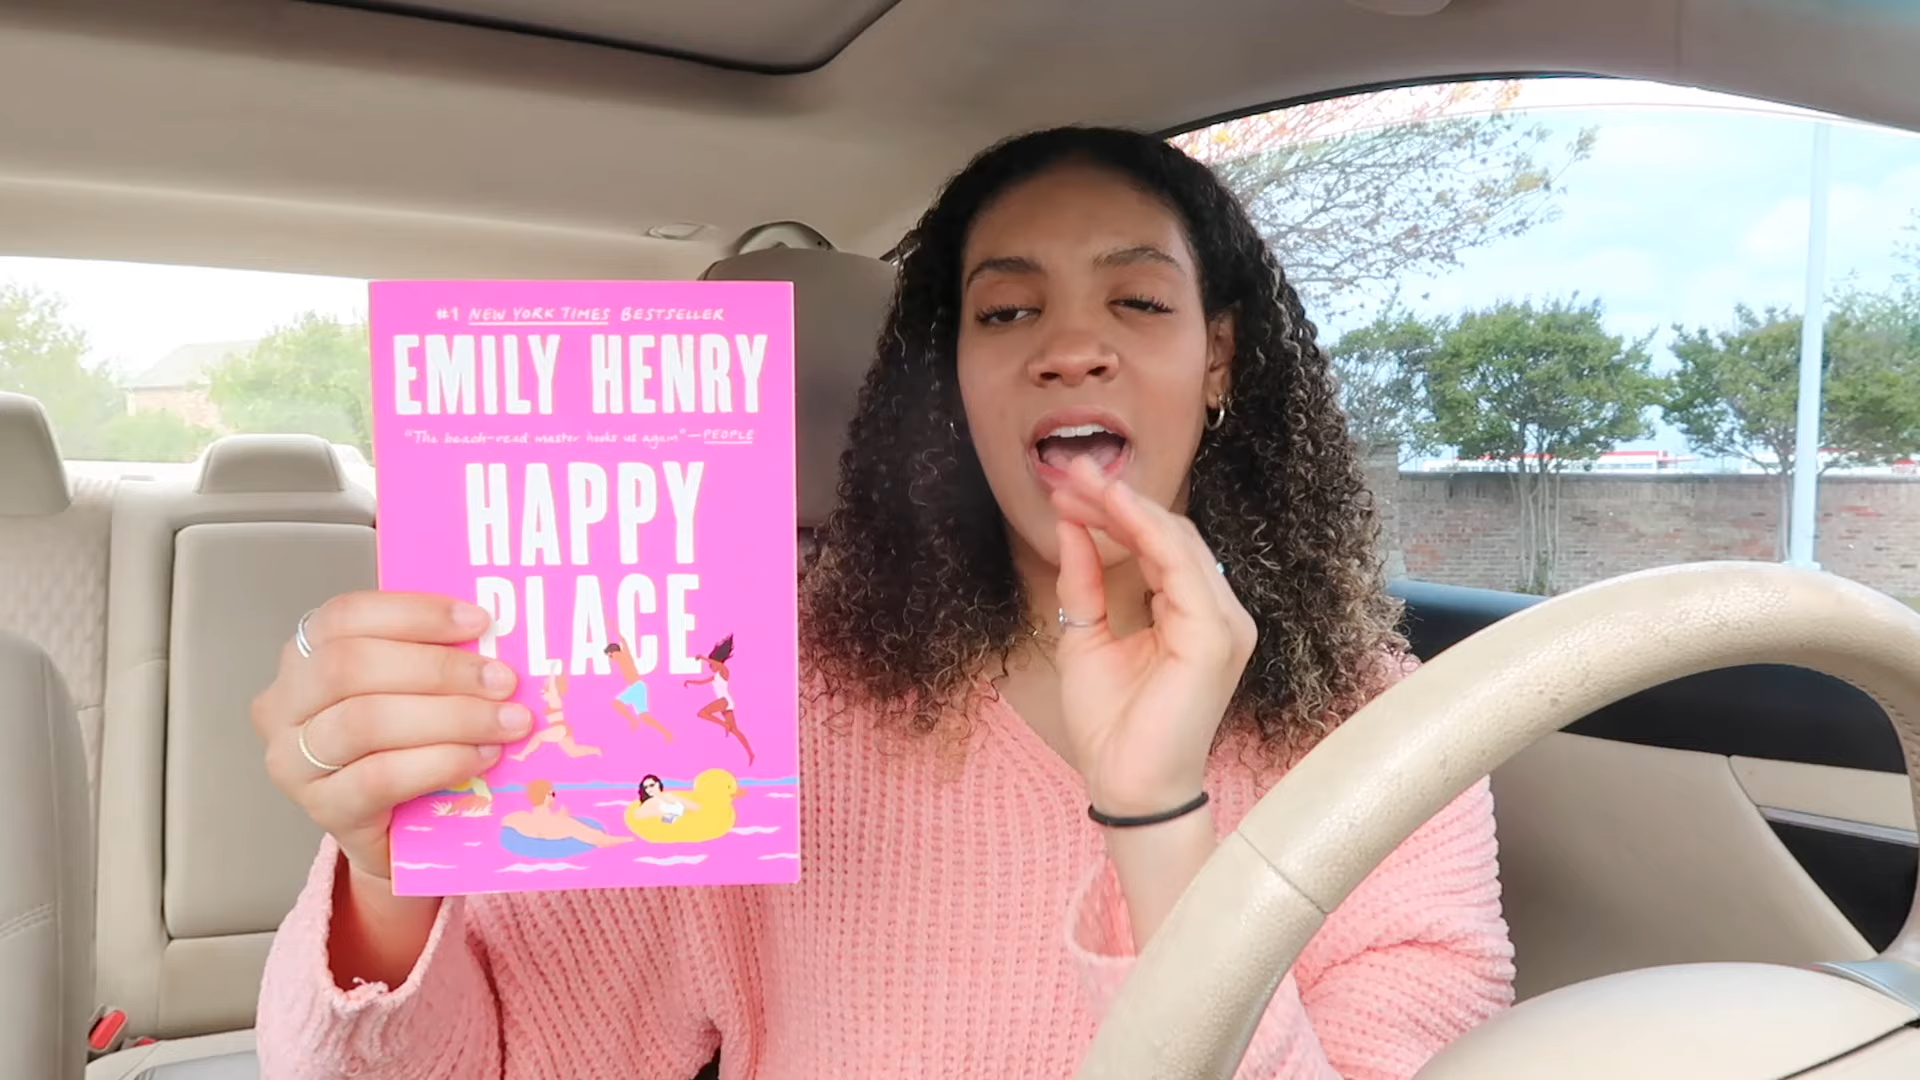 #1 NEW YORK TIMES BESTSELLER
EMILY HENRY
"The beach-read master hooks us again"—PEOPLE
HAPPY
PLACE